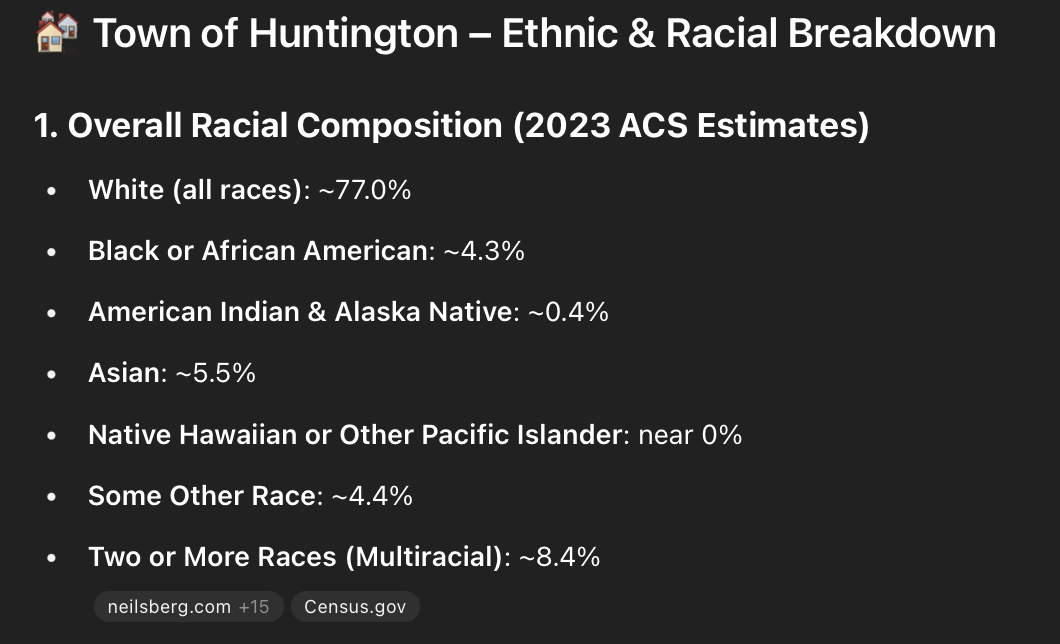 Town of Huntington – Ethnic & Racial Breakdown
1. Overall Racial Composition (2023 ACS Estimates)
• White (all races): ~77.0%
• Black or African American: ~4.3%
• American Indian & Alaska Native: ~0.4%
• Asian: ~5.5%
• Native Hawaiian or Other Pacific Islander: near 0%
• Some Other Race: ~4.4%
• Two or More Races (Multiracial): ~8.4%
neilsberg.com +15 Census.gov